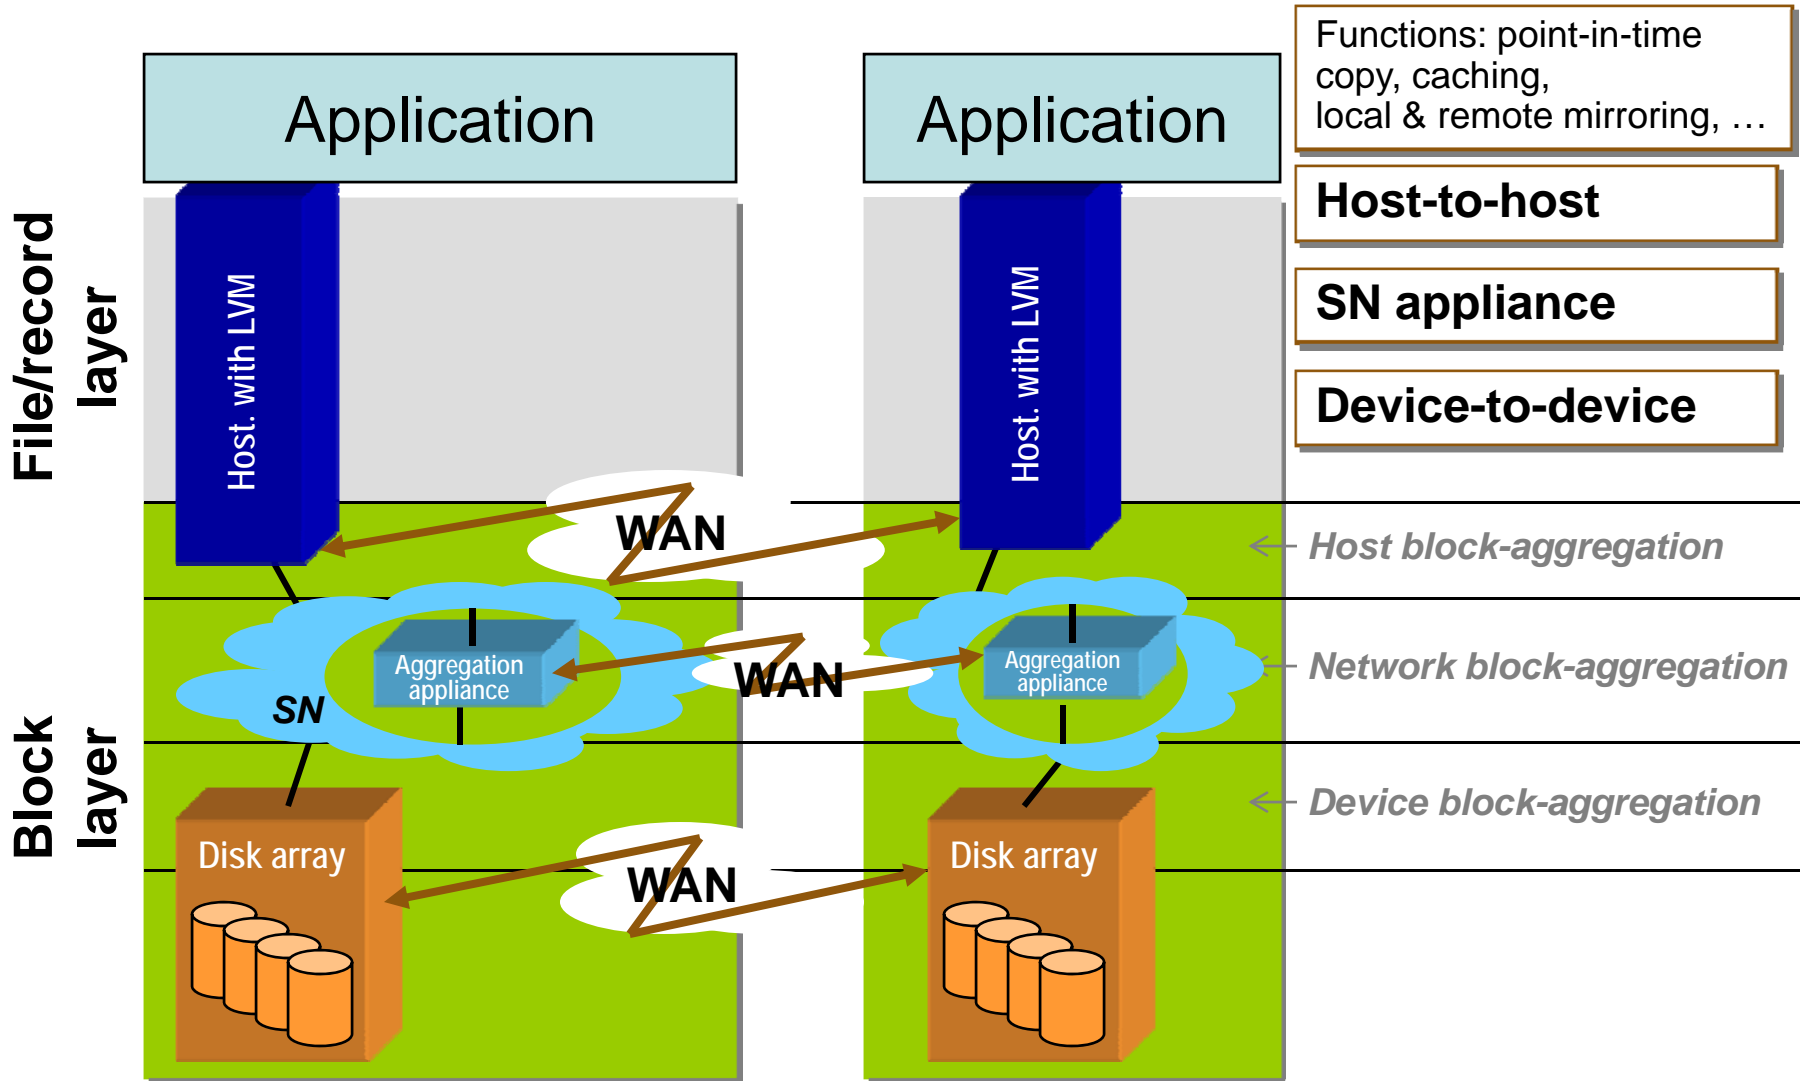 Functions: point-in-time
copy, caching,
local & remote mirroring, …
Application
Application
Host-to-host
SN appliance
Device-to-device
File/record
layer
Host. with LVM
Host. with LVM
WAN
Host block-aggregation
Aggregation
appliance
SN
WAN
Aggregation
appliance
Network block-aggregation
Block
layer
Device block-aggregation
Disk array
WAN
Disk array